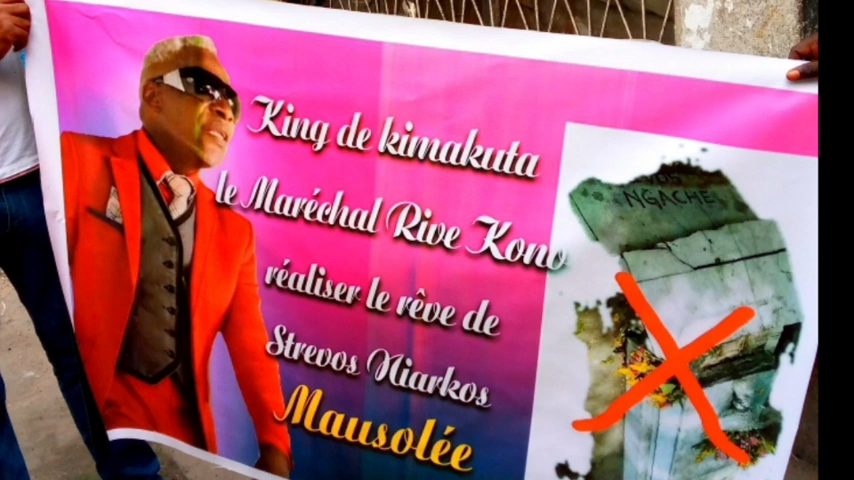 King de kimakuta
le Maréchal Rive Kono
réaliser le rêve de
Strevos Niarkos
Mausolée
NGACHE